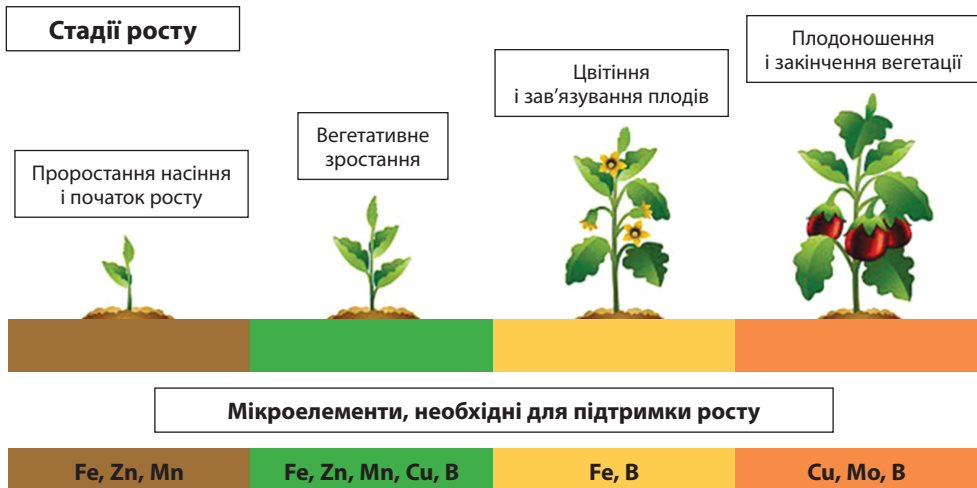 Стадії росту
Проростання насіння
і початок росту
Вегетативне
зростання
Цвітіння
і зав'язування плодів
Плодоношення
і закінчення вегетації
Мікроелементи, необхідні для підтримки росту
Fe, Zn, Mn
Fe, Zn, Mn, Cu, B
Fe, B
Cu, Mo, B